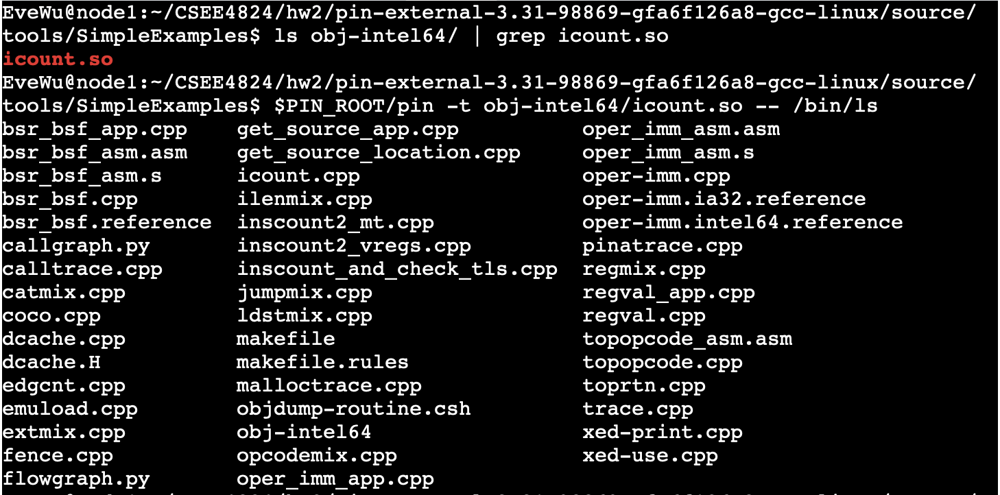 EveWu@node1:~/CSEE4824/hw2/pin-external-3.31-98869-gfa6f126a8-gcc-linux/source/
tools/SimpleExamples$ ls obj-intel64/ | grep icount.so
icount.so
EveWu@node1:~/CSEE4824/hw2/pin-external-3.31-98869-gfa6f126a8-gcc-linux/source/
tools/SimpleExamples$ $PIN_ROOT/pin -t obj-intel64/icount.so -- /bin/ls
bsr_bsf_app.cpp    get_source_app.cpp          oper_imm_asm.asm
bsr_bsf_asm.asm    get_source_location.cpp     oper_imm_asm.s
bsr_bsf_asm.s      icount.cpp                  oper-imm.cpp
bsr_bsf.cpp        ilenmix.cpp                 oper-imm.ia32.reference
bsr_bsf.reference  inscount2_mt.cpp            oper-imm.intel64.reference
callgraph.py       inscount2_vregs.cpp         pinatrace.cpp
calltrace.cpp      inscount_and_check_tls.cpp  regmix.cpp
catmix.cpp         jumpmix.cpp                 regval_app.cpp
coco.cpp           ldstmix.cpp                 regval.cpp
dcache.cpp         makefile                    topopcode_asm.asm
dcache.H           makefile.rules              topopcode.cpp
edgcnt.cpp         malloctrace.cpp             toprtn.cpp
emuload.cpp        objdump-routine.csh         trace.cpp
extmix.cpp         obj-intel64                 xed-print.cpp
fence.cpp          opcodemix.cpp               xed-use.cpp
flowgraph.py       oper_imm_app.cpp